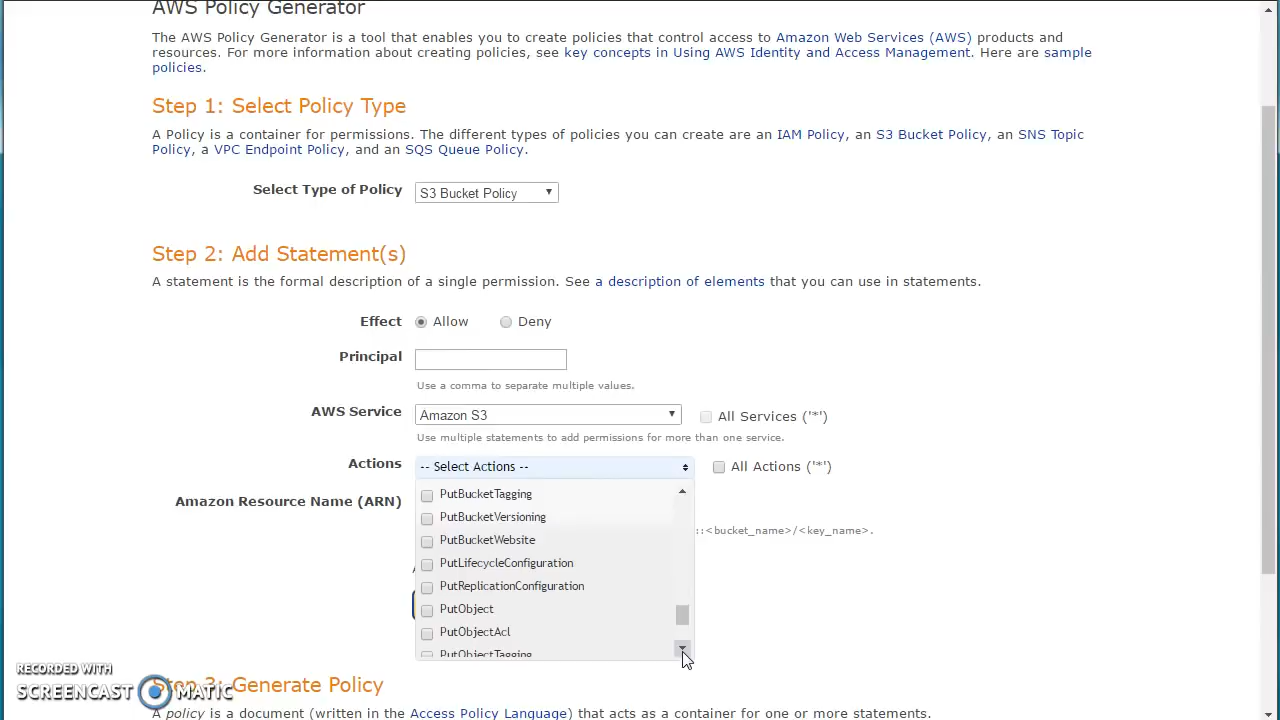 AWS Policy Generator
The AWS Policy Generator is a tool that enables you to create policies that control access to Amazon Web Services (AWS) products and
resources. For more information about creating policies, see key concepts in Using AWS Identity and Access Management. Here are sample
policies.
Step 1: Select Policy Type
A Policy is a container for permissions. The different types of policies you can create are an IAM Policy, an S3 Bucket Policy, an SNS Topic
Policy, a VPC Endpoint Policy, and an SQS Queue Policy.
Select Type of Policy S3 Bucket Policy
Step 2: Add Statement(s)
A statement is the formal description of a single permission. See a description of elements that you can use in statements.
Effect Allow Deny
Principal
Use a comma to separate multiple values.
AWS Service Amazon S3 All Services ('*')
Use multiple statements to add permissions for more than one service.
Actions -- Select Actions -- All Actions ('*')
PutBucketTagging
Amazon Resource Name (ARN)
PutBucketVersioning
::<bucket_name>/<key_name>.
PutBucketWebsite
PutLifecycleConfiguration
PutReplicationConfiguration
PutObject
PutObjectAcl
PutObjectTagging
RECORDED WITH
SCREENCAST MATIC
Step 3: Generate Policy
A policy is a document (written in the Access Policy Language) that acts as a container for one or more statements.